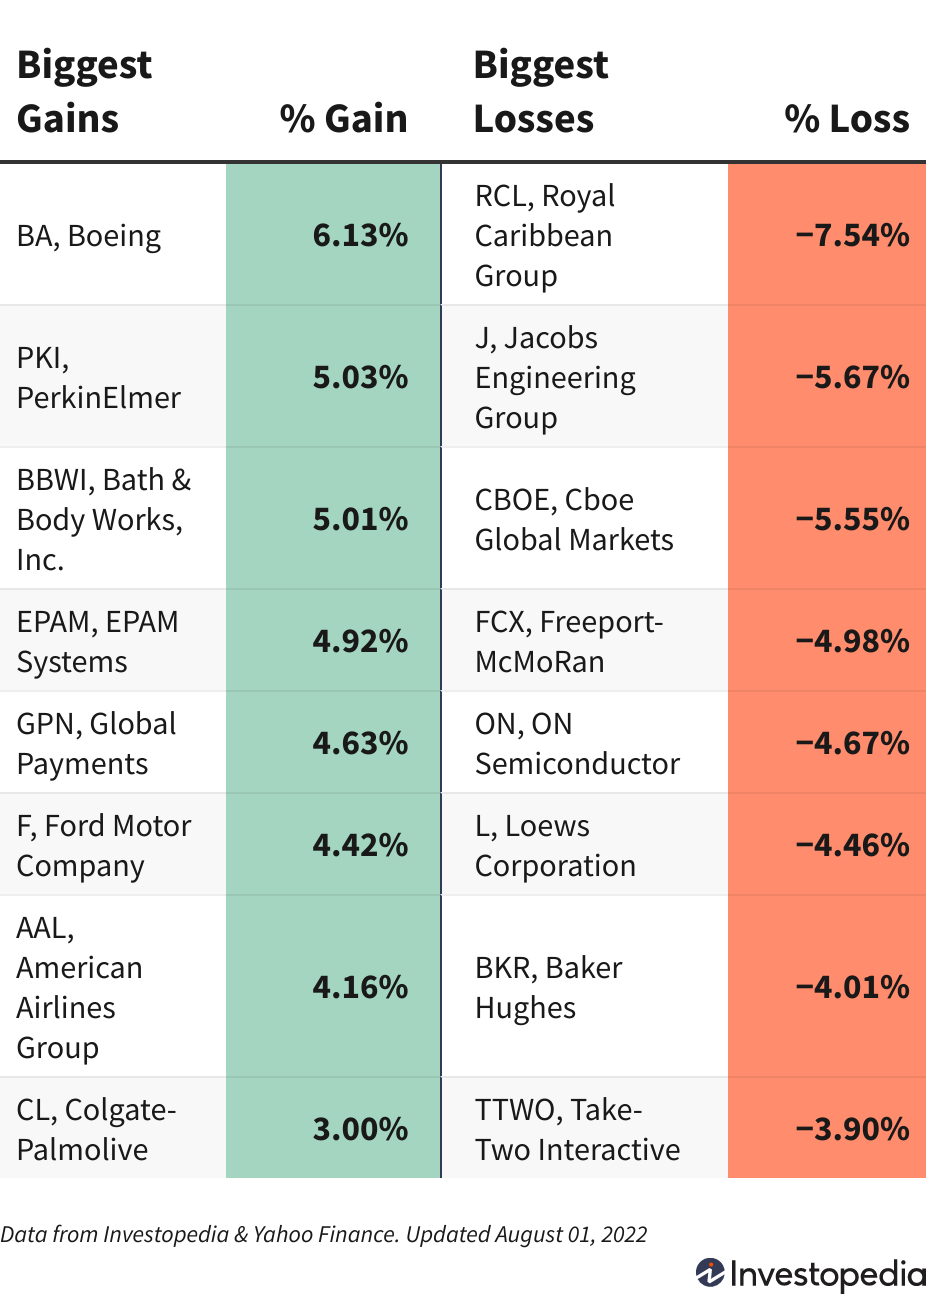 Biggest
Gains
% Gain
Biggest
Losses
% Loss
BA, Boeing
6.13%
RCL, Royal
Caribbean
Group
−7.54%
PKI,
PerkinElmer
5.03%
J, Jacobs
Engineering
Group
−5.67%
BBWI, Bath &
Body Works,
Inc.
5.01%
CBOE, Cboe
Global Markets
−5.55%
EPAM, EPAM
Systems
4.92%
FCX, Freeport-
McMoRan
−4.98%
GPN, Global
Payments
4.63%
ON, ON
Semiconductor
−4.67%
F, Ford Motor
Company
4.42%
L, Loews
Corporation
−4.46%
AAL,
American
Airlines
Group
4.16%
BKR, Baker
Hughes
−4.01%
CL, Colgate-
Palmolive
3.00%
TTWO, Take-
Two Interactive
−3.90%
Data from Investopedia & Yahoo Finance. Updated August 01, 2022
Investopedia